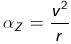 α_Z = v²/r